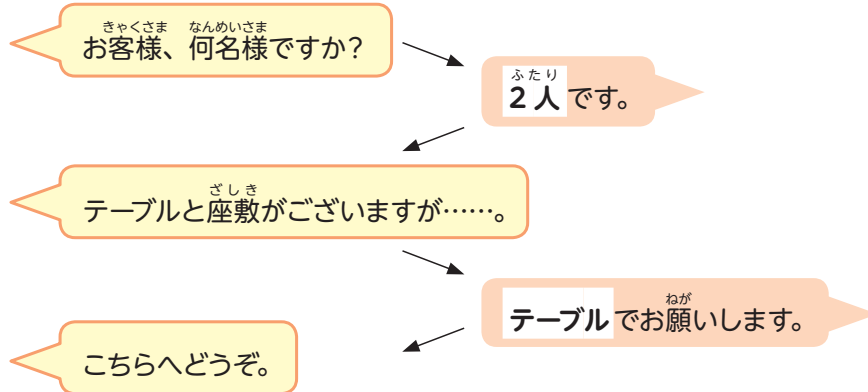 お客様、何名様ですか？
2人です。
テーブルと座敷がございますが……。
テーブルでお願いします。
こちらへどうぞ。